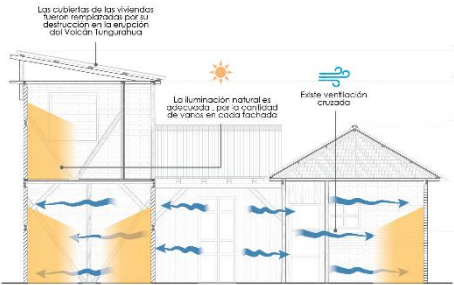 Las cubiertas de las viviendas
fueron remplazadas por su
destrucción en la erupción
del Volcán Tungurahua
La iluminación natural es
adecuada , por la cantidad
de vanos en cada fachada
Existe ventilación
cruzada